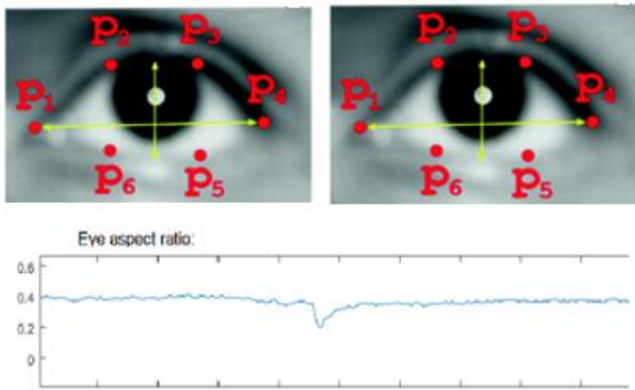 p2 p3 p2 p3
p1 p4 p1 p4
p6 p5 p6 p5
Eye aspect ratio:
0.6
0.4
0.2
0